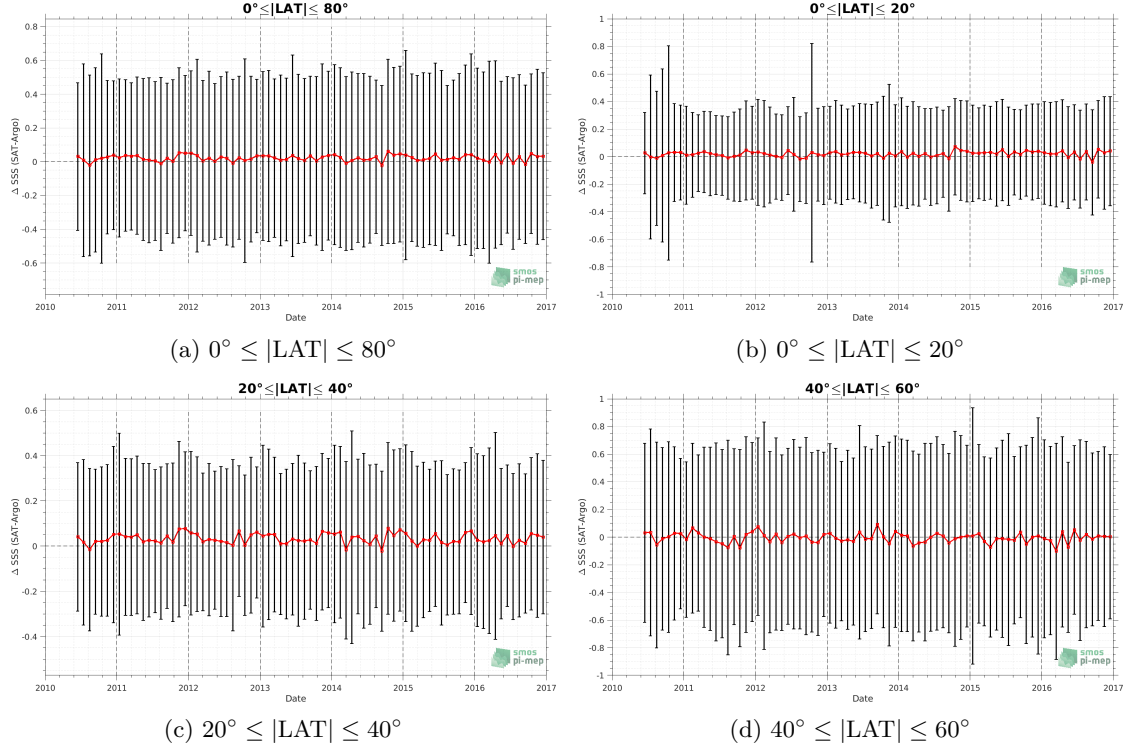 0°≤|LAT|≤ 80°
Δ SSS (SAT-Argo)
0.8
0.6
0.4
0.2
0
-0.2
-0.4
-0.6
smos
pi-mep
2010 2011 2012 2013 2014 2015 2016 2017
Date
(a) 0° ≤ |LAT| ≤ 80°
0°≤|LAT|≤ 20°
Δ SSS (SAT-Argo)
1
0.8
0.6
0.4
0.2
0
-0.2
-0.4
-0.6
-0.8
-1
smos
pi-mep
2010 2011 2012 2013 2014 2015 2016 2017
Date
(b) 0° ≤ |LAT| ≤ 20°
20°≤|LAT|≤ 40°
Δ SSS (SAT-Argo)
0.6
0.4
0.2
0
-0.2
-0.4
smos
pi-mep
2010 2011 2012 2013 2014 2015 2016 2017
Date
(c) 20° ≤ |LAT| ≤ 40°
40°≤|LAT|≤ 60°
Δ SSS (SAT-Argo)
1
0.8
0.6
0.4
0.2
0
-0.2
-0.4
-0.6
-0.8
-1
smos
pi-mep
2010 2011 2012 2013 2014 2015 2016 2017
Date
(d) 40° ≤ |LAT| ≤ 60°